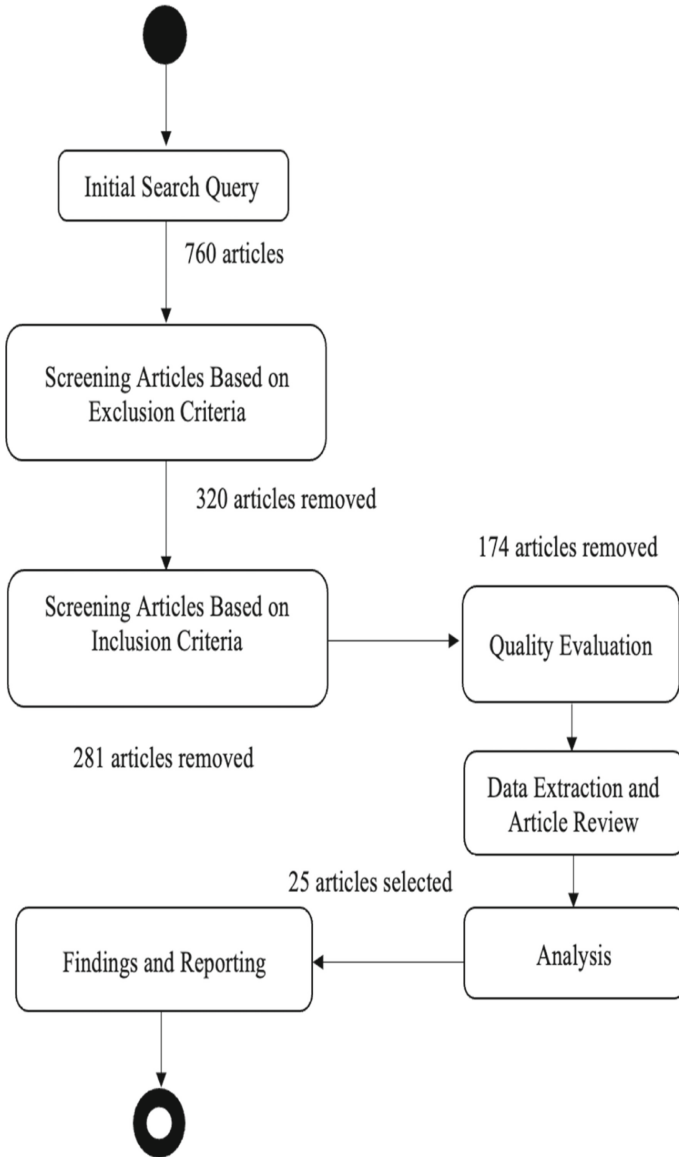 Initial Search Query
760 articles
Screening Articles Based on
Exclusion Criteria
320 articles removed
Screening Articles Based on
Inclusion Criteria
281 articles removed
174 articles removed
Quality Evaluation
Data Extraction and
Article Review
Analysis
25 articles selected
Findings and Reporting